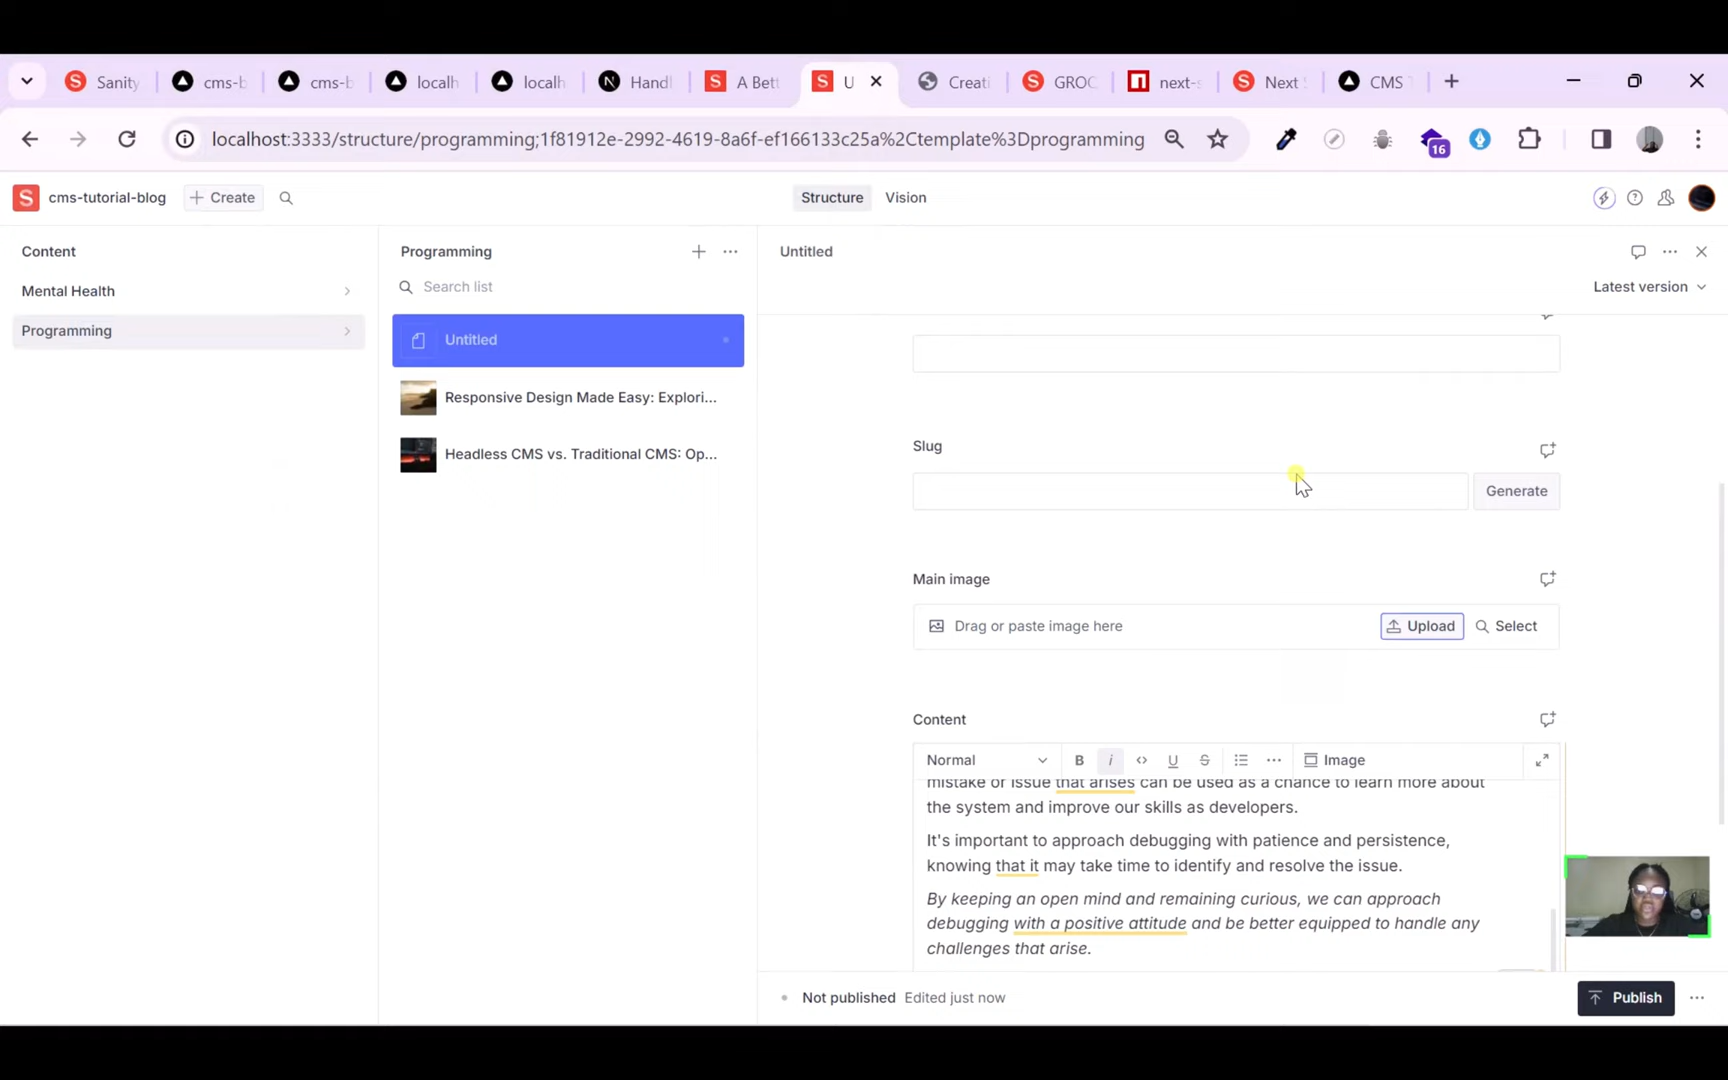 Sanity
cms-b
cms-b
localh
localh
Handl
A Bett
U
Creati
GROC
next-s
Next
CMS T
localhost:3333/structure/programming;1f81912e-2992-4619-8a6f-ef166133c25a%2Ctemplate%3Dprogramming
16
cms-tutorial-blog
Create
Structure
Vision
Content
Mental Health
Programming
Programming
Search list
Untitled
Responsive Design Made Easy: Explori...
Headless CMS vs. Traditional CMS: Op...
Untitled
Latest version
Slug
Generate
Main image
Drag or paste image here
Upload
Select
Content
Normal
B
i
U
S
Image
mistake or issue that arises can be used as a chance to learn more about
the system and improve our skills as developers.
It's important to approach debugging with patience and persistence,
knowing that it may take time to identify and resolve the issue.
By keeping an open mind and remaining curious, we can approach
debugging with a positive attitude and be better equipped to handle any
challenges that arise.
Not published Edited just now
Publish